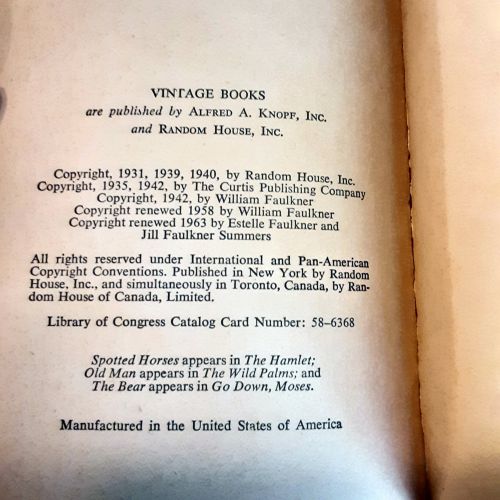 VINTAGE BOOKS
are published by ALFRED A. KNOPF, INC.
and RANDOM HOUSE, INC.
Copyright, 1931, 1939, 1940, by Random House, Inc.
Copyright, 1935, 1942, by The Curtis Publishing Company
Copyright, 1942, by William Faulkner
Copyright renewed 1958 by William Faulkner
Copyright renewed 1963 by Estelle Faulkner and
Jill Faulkner Summers
All rights reserved under International and Pan-American
Copyright Conventions. Published in New York by Random
House, Inc., and simultaneously in Toronto, Canada, by Ran-
dom House of Canada, Limited.
Library of Congress Catalog Card Number: 58-6368
Spotted Horses appears in The Hamlet;
Old Man appears in The Wild Palms; and
The Bear appears in Go Down, Moses.
Manufactured in the United States of America